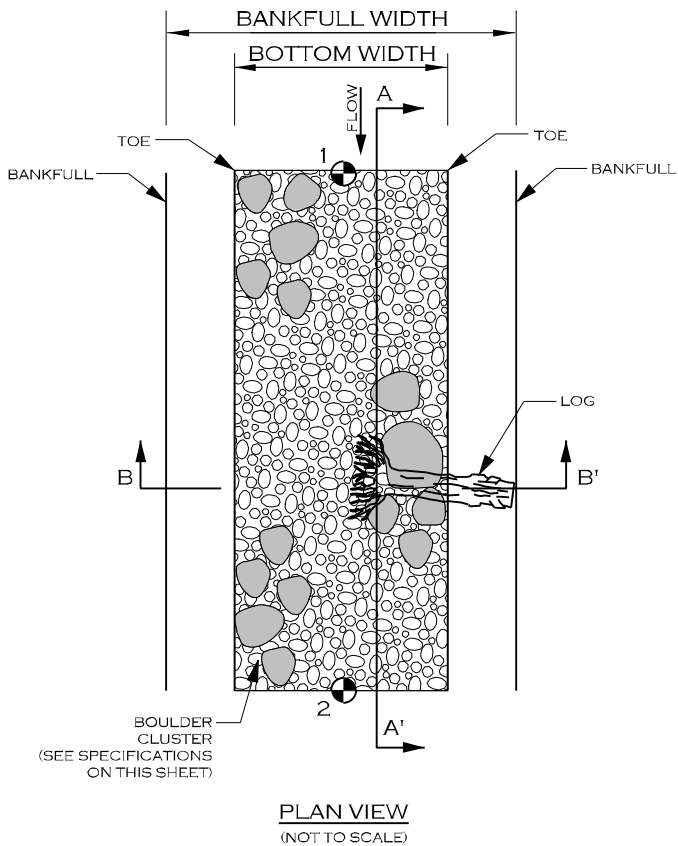 BANKFULL WIDTH
BOTTOM WIDTH
A
FLOW
TOE
1
TOE
BANKFULL
BANKFULL
LOG
B
B'
2
A'
BOULDER
CLUSTER
(SEE SPECIFICATIONS
ON THIS SHEET)
PLAN VIEW
(NOT TO SCALE)